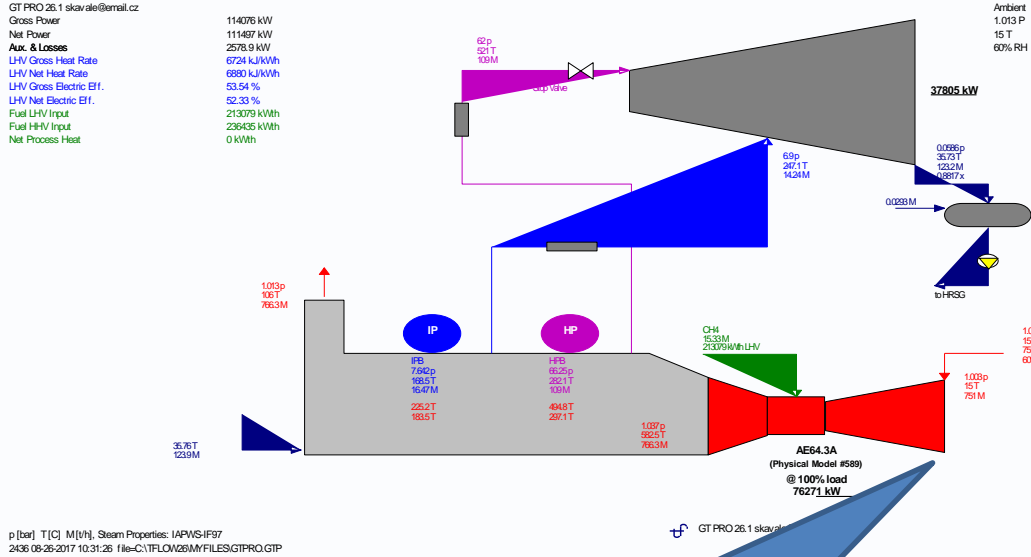 GT PRO 26.1 skavale@email.cz
Gross Power 114076 kW
Net Power 111497 kW
Aux. & Losses 2578.9 kW
LHV Gross Heat Rate 6724 kJ/kWh
LHV Net Heat Rate 6880 kJ/kWh
LHV Gross Electric Eff. 53.54 %
LHV Net Electric Eff. 52.33 %
Fuel LHV Input 213079 kWth
Fuel HHV Input 236435 kWth
Net Process Heat 0 kWth
Ambient
1.013 P
15 T
60% RH
62 p
521 T
109 M
Stop Valve
37805 kW
6.9 p
247.1 T
14.24 M
0.0586 p
35.73 T
123.2 M
0.8817 x
0.0293 M
to HRSG
1.013 p
106 T
766.3 M
IP
HP
IPB
7.642 p
168.5 T
16.47 M
225.2 T
183.5 T
HPB
66.25 p
282.1 T
109 M
494.8 T
297.1 T
CH4
15.33 M
213079 kWth LHV
1.037 p
582.5 T
766.3 M
1.003 p
15 T
751 M
35.76 T
123.9 M
AE64.3A
(Physical Model #589)
@ 100% load
76271 kW
p [bar] T [C] M [t/h], Steam Properties: IAPWS-IF97
2436 08-26-2017 10:31:26 file=C:\TFLOW26\MYFILES\GTPRO.GTP
GT PRO 26.1